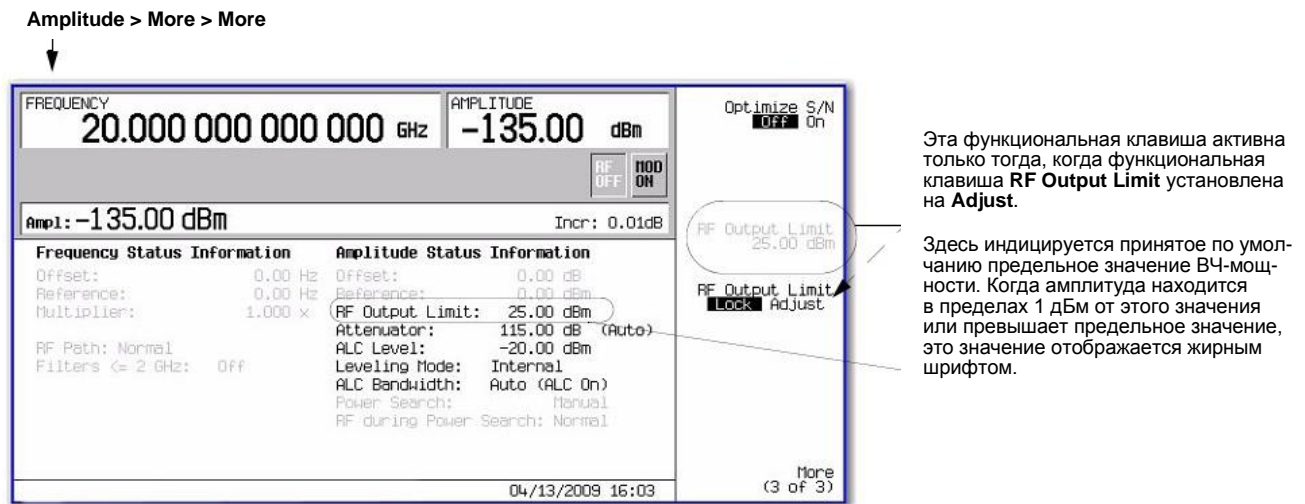 Amplitude > More > More
FREQUENCY
20.000 000 000 000 GHz
AMPLITUDE
-135.00 dBm
RF OFF
MOD ON
Ampl: -135.00 dBm
Incr: 0.01dB
Frequency Status Information
Offset: 0.00 Hz
Reference: 0.00 Hz
Multiplier: 1.000 x
RF Path: Normal
Filters <= 2 GHz: Off
Amplitude Status Information
Offset: 0.00 dB
Reference: 0.00 dBm
RF Output Limit: 25.00 dBm
Attenuator: 115.00 dB (Auto)
ALC Level: -20.00 dBm
Leveling Mode: Internal
ALC Bandwidth: Auto (ALC On)
Power Search: Manual
RF during Power Search: Normal
04/13/2009 16:03
Optimize S/N
Off On
RF Output Limit
25.00 dBm
RF Output Limit
Lock Adjust
More
(3 of 3)
Эта функциональная клавиша активна
только тогда, когда функциональная
клавиша RF Output Limit установлена
на Adjust.
Здесь индицируется принятое по умол-
чанию предельное значение ВЧ-мощ-
ности. Когда амплитуда находится
в пределах 1 дБм от этого значения
или превышает предельное значение,
это значение отображается жирным
шрифтом.